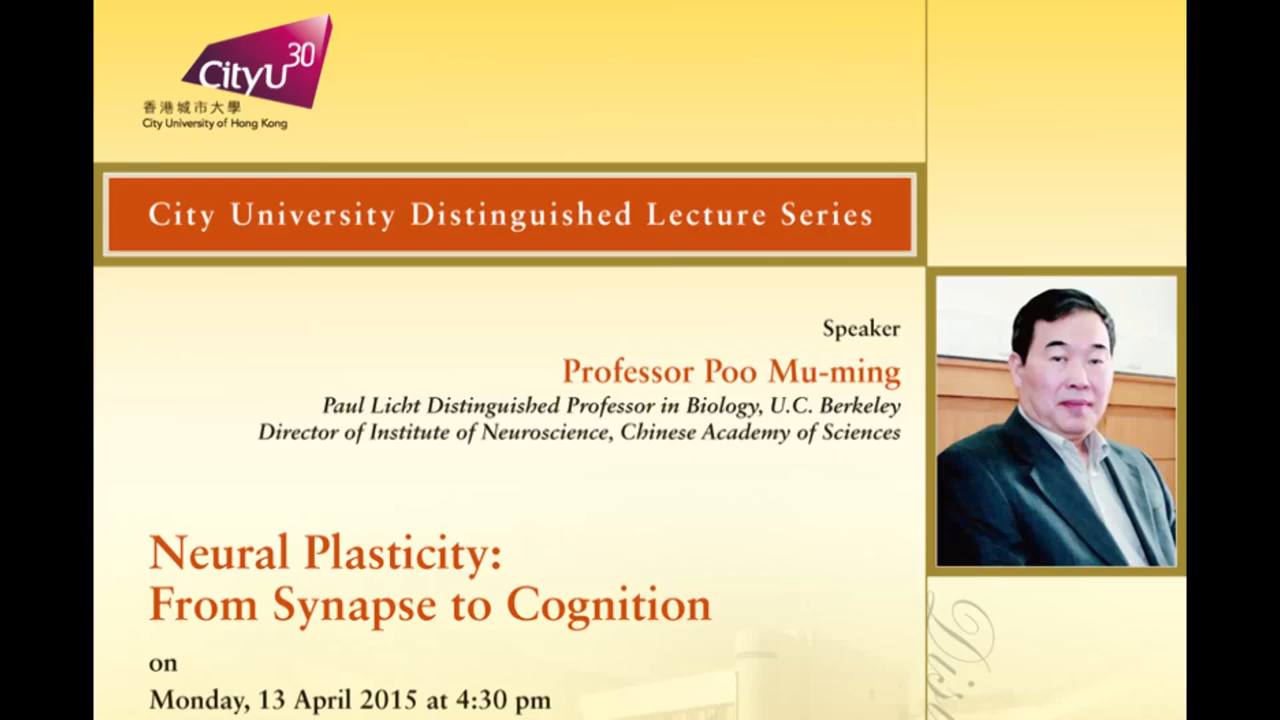 CityU30
香港城市大學
City University of Hong Kong
City University Distinguished Lecture Series
Speaker
Professor Poo Mu-ming
Paul Licht Distinguished Professor in Biology, U.C. Berkeley
Director of Institute of Neuroscience, Chinese Academy of Sciences
Neural Plasticity:
From Synapse to Cognition
on
Monday, 13 April 2015 at 4:30 pm